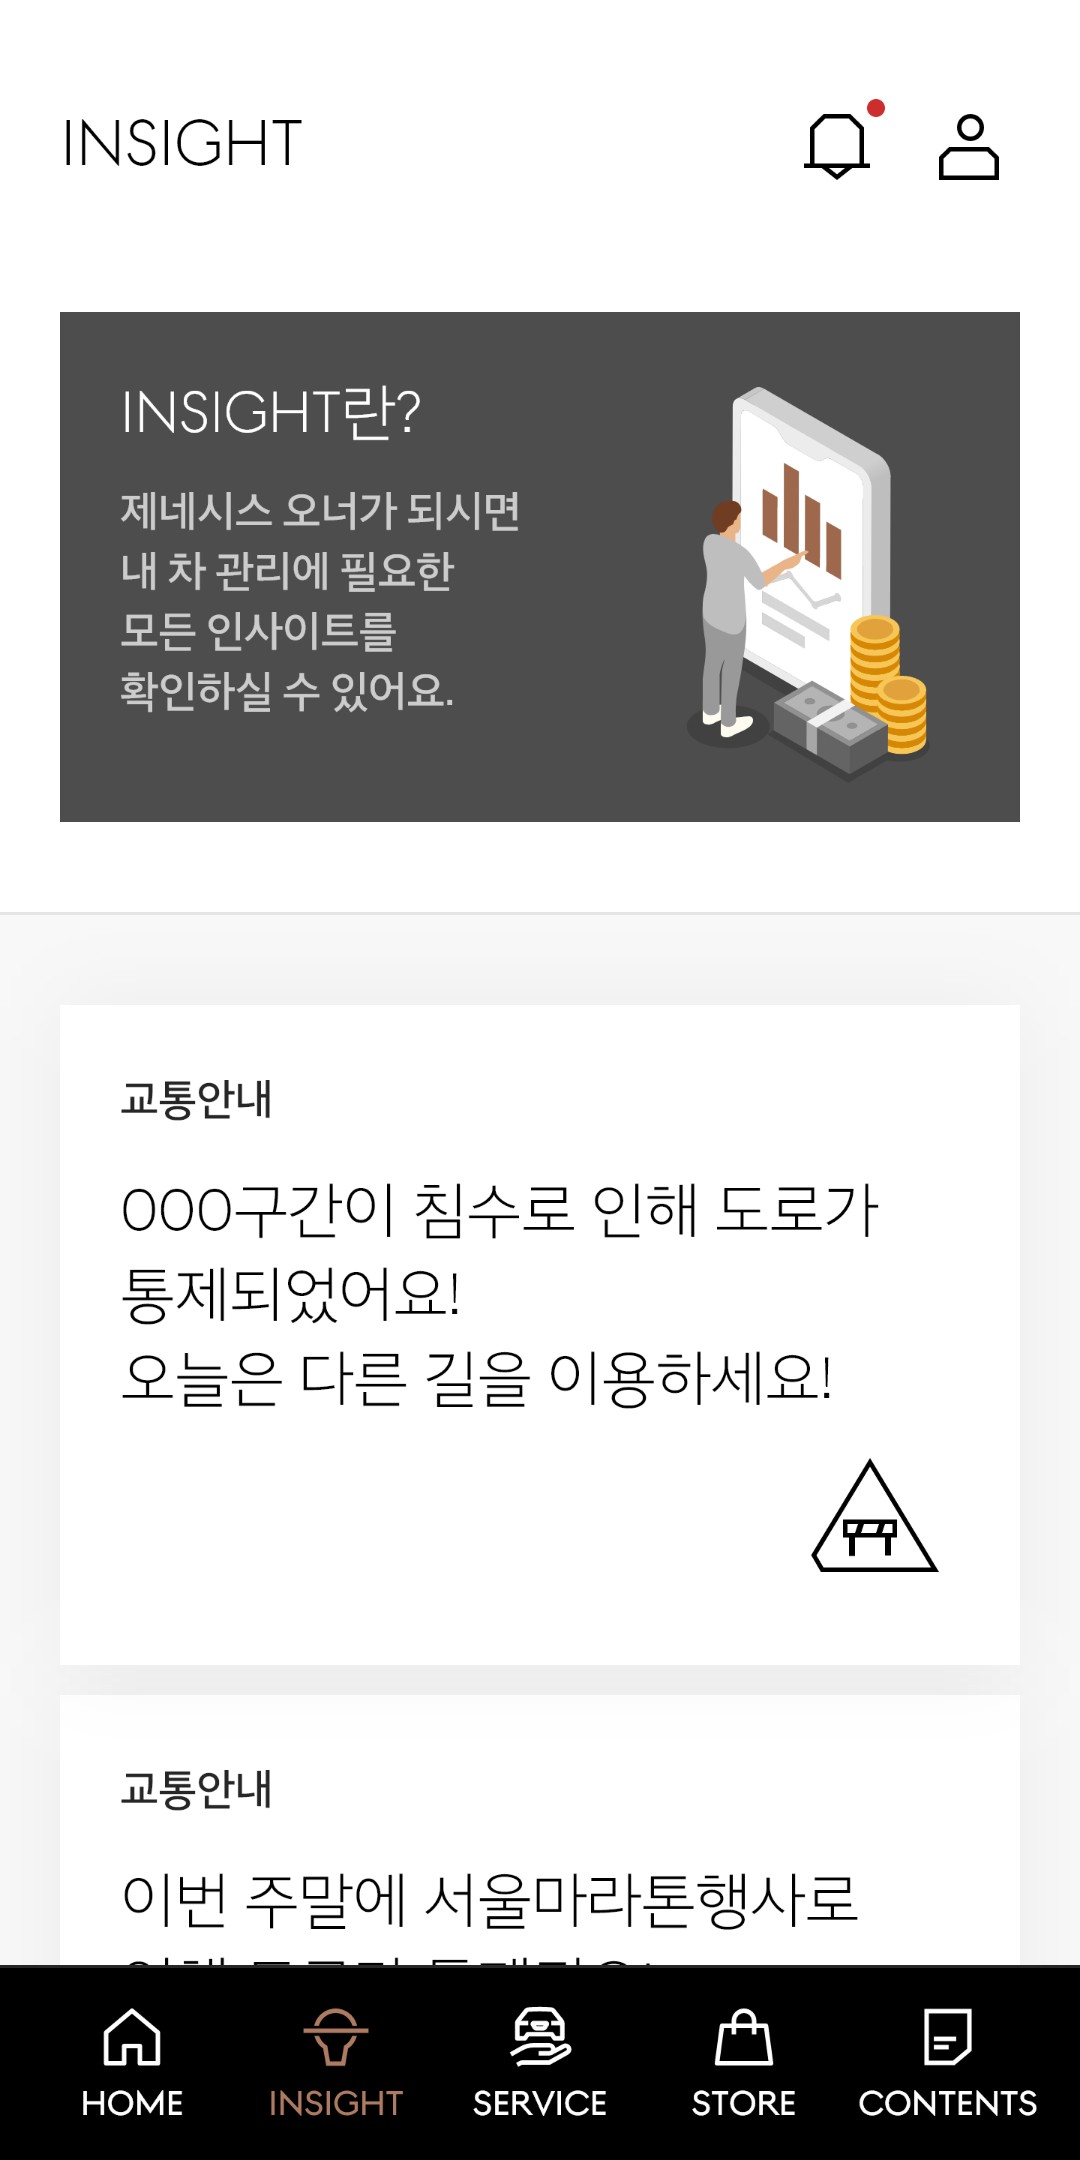 INSIGHT
INSIGHT란?
제네시스 오너가 되시면
내 차 관리에 필요한
모든 인사이트를
확인하실 수 있어요.
교통안내
OOO구간이 침수로 인해 도로가
통제되었어요!
오늘은 다른 길을 이용하세요!
교통안내
이번 주말에 서울마라톤행사로
HOME
INSIGHT
SERVICE
STORE
CONTENTS